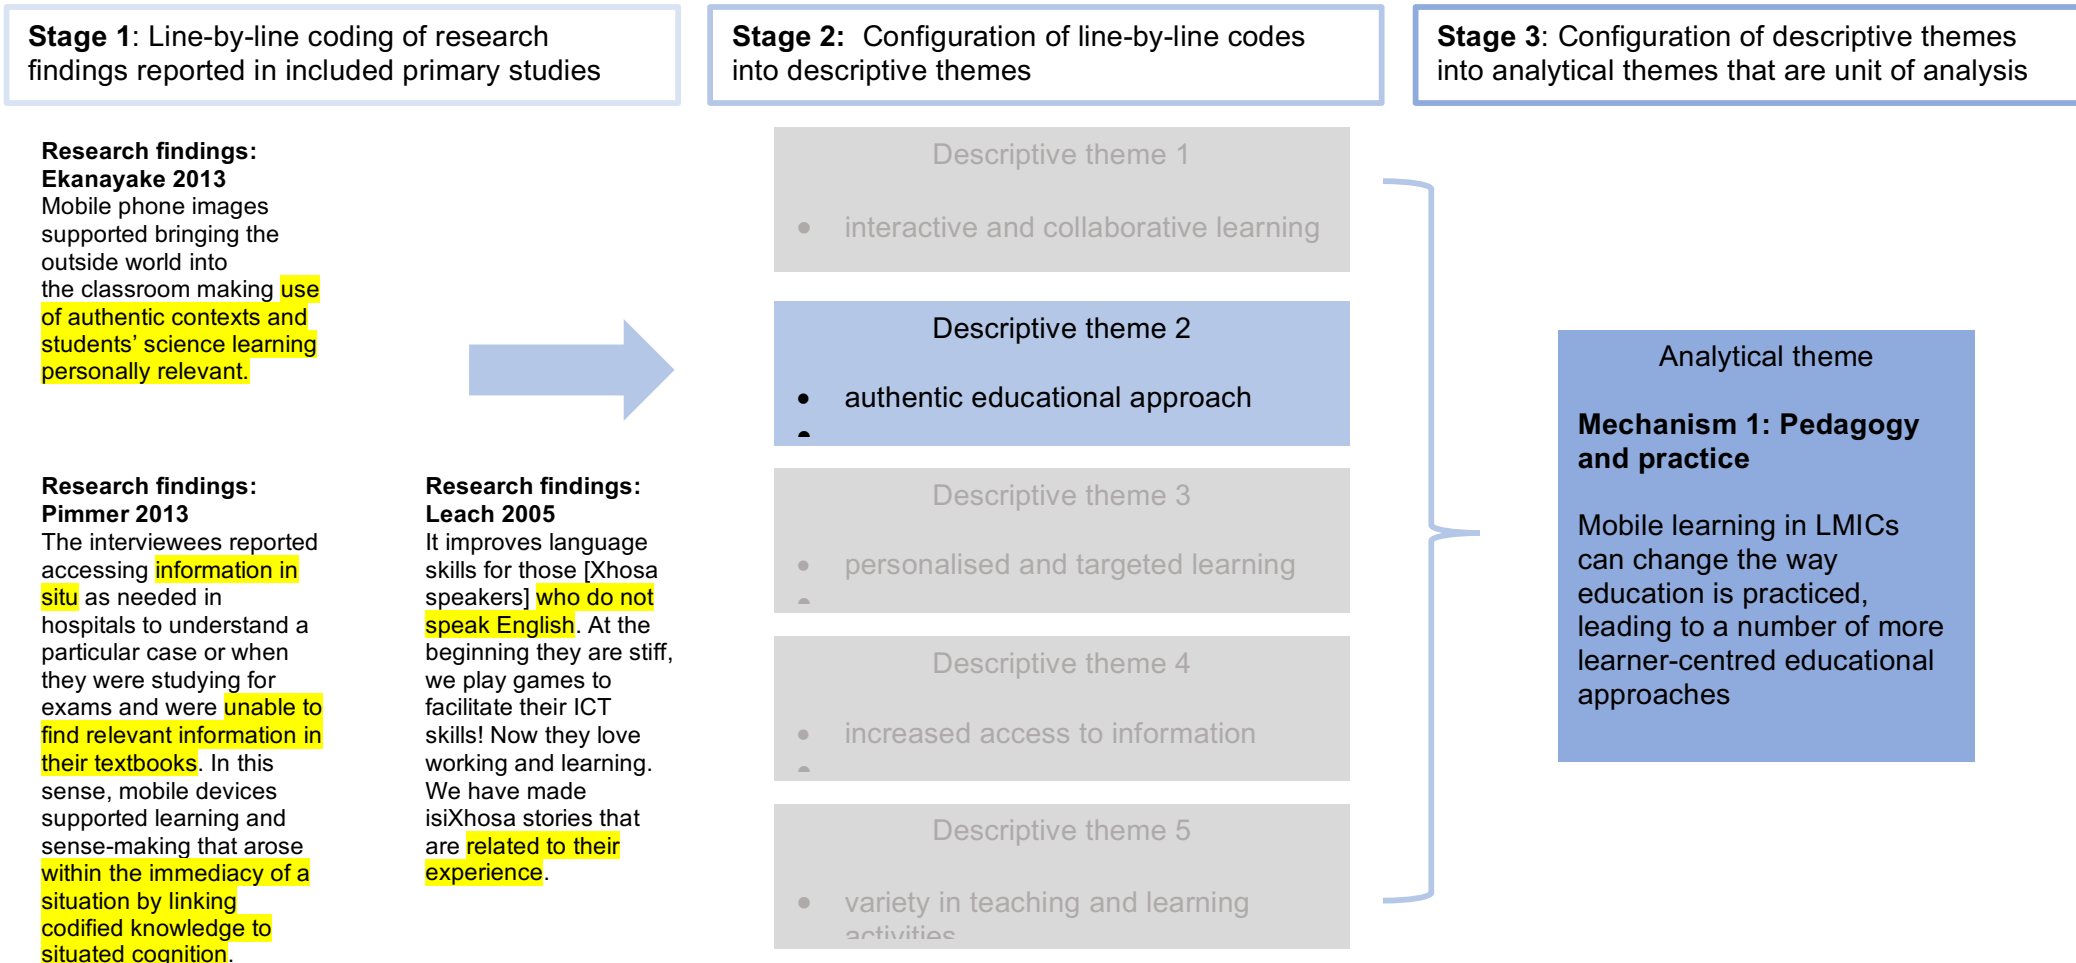 Stage 1: Line-by-line coding of research
findings reported in included primary studies
Stage 2: Configuration of line-by-line codes
into descriptive themes
Stage 3: Configuration of descriptive themes
into analytical themes that are unit of analysis
Research findings:
Ekanayake 2013
Mobile phone images
supported bringing the
outside world into
the classroom making use
of authentic contexts and
students’ science learning
personally relevant.
Research findings:
Pimmer 2013
The interviewees reported
accessing information in
situ as needed in
hospitals to understand a
particular case or when
they were studying for
exams and were unable to
find relevant information in
their textbooks. In this
sense, mobile devices
supported learning and
sense-making that arose
within the immediacy of a
situation by linking
codified knowledge to
situated cognition.
Research findings:
Leach 2005
It improves language
skills for those [Xhosa
speakers] who do not
speak English. At the
beginning they are stiff,
we play games to
facilitate their ICT
skills! Now they love
working and learning.
We have made
isiXhosa stories that
are related to their
experience.
Descriptive theme 1
• interactive and collaborative learning
Descriptive theme 2
• authentic educational approach
•
Descriptive theme 3
• personalised and targeted learning
•
Descriptive theme 4
• increased access to information
•
Descriptive theme 5
• variety in teaching and learning
activities
Analytical theme
Mechanism 1: Pedagogy
and practice
Mobile learning in LMICs
can change the way
education is practiced,
leading to a number of more
learner-centred educational
approaches